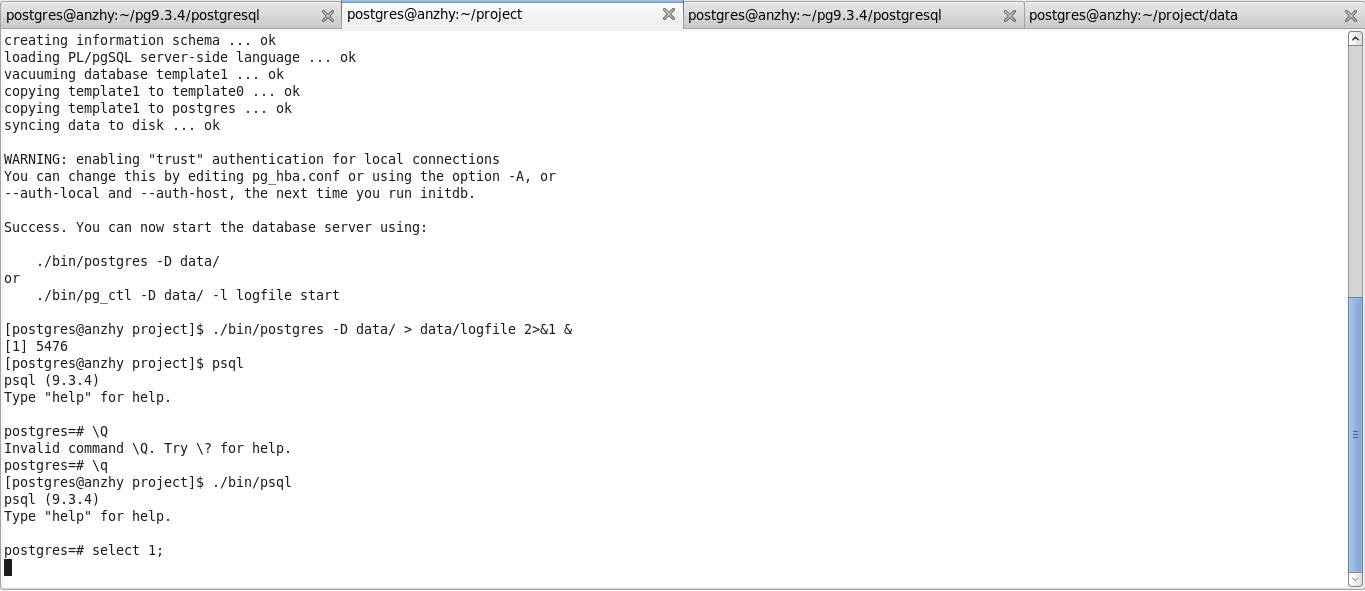 postgres@anzhy:~/pg9.3.4/postgresql
postgres@anzhy:~/project
postgres@anzhy:~/pg9.3.4/postgresql
postgres@anzhy:~/project/data
creating information schema ... ok
loading PL/pgSQL server-side language ... ok
vacuuming database template1 ... ok
copying template1 to template0 ... ok
copying template1 to postgres ... ok
syncing data to disk ... ok
WARNING: enabling "trust" authentication for local connections
You can change this by editing pg_hba.conf or using the option -A, or
--auth-local and --auth-host, the next time you run initdb.
Success. You can now start the database server using:
./bin/postgres -D data/
or
./bin/pg_ctl -D data/ -l logfile start
[postgres@anzhy project]$ ./bin/postgres -D data/ > data/logfile 2>&1 &
[1] 5476
[postgres@anzhy project]$ psql
psql (9.3.4)
Type "help" for help.
postgres=# \Q
Invalid command \Q. Try \? for help.
postgres=# \q
[postgres@anzhy project]$ ./bin/psql
psql (9.3.4)
Type "help" for help.
postgres=# select 1;